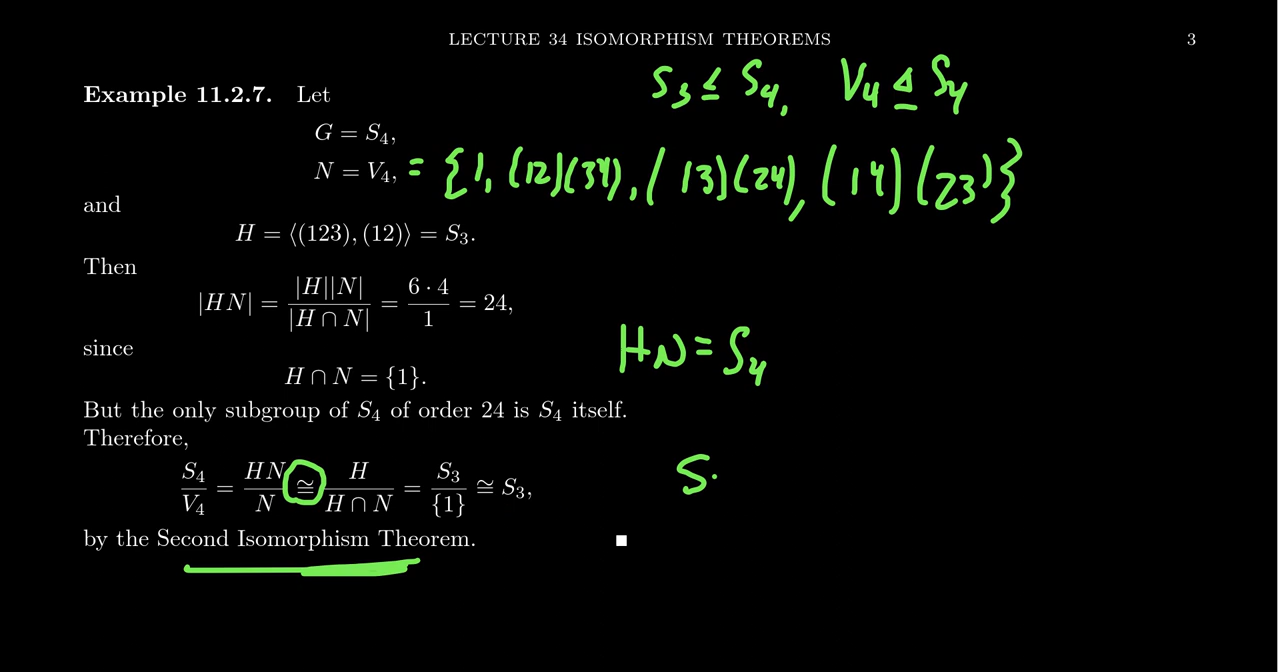 LECTURE 34 ISOMORPHISM THEOREMS 3
S₃ ≤ S₄, V₄ ⊴ S₄
Example 11.2.7. Let
G = S₄,
N = V₄, = {1, (12)(34), (13)(24), (14)(23)}
and
H = ⟨(123), (12)⟩ = S₃.
Then
|HN| = |H||N| / |H ∩ N| = 6 · 4 / 1 = 24,
since
HN = S₄
H ∩ N = {1}.
But the only subgroup of S₄ of order 24 is S₄ itself.
Therefore,
S₄ / V₄ = HN / N ≅ H / H ∩ N = S₃ / {1} ≅ S₃,
S
by the Second Isomorphism Theorem. ■